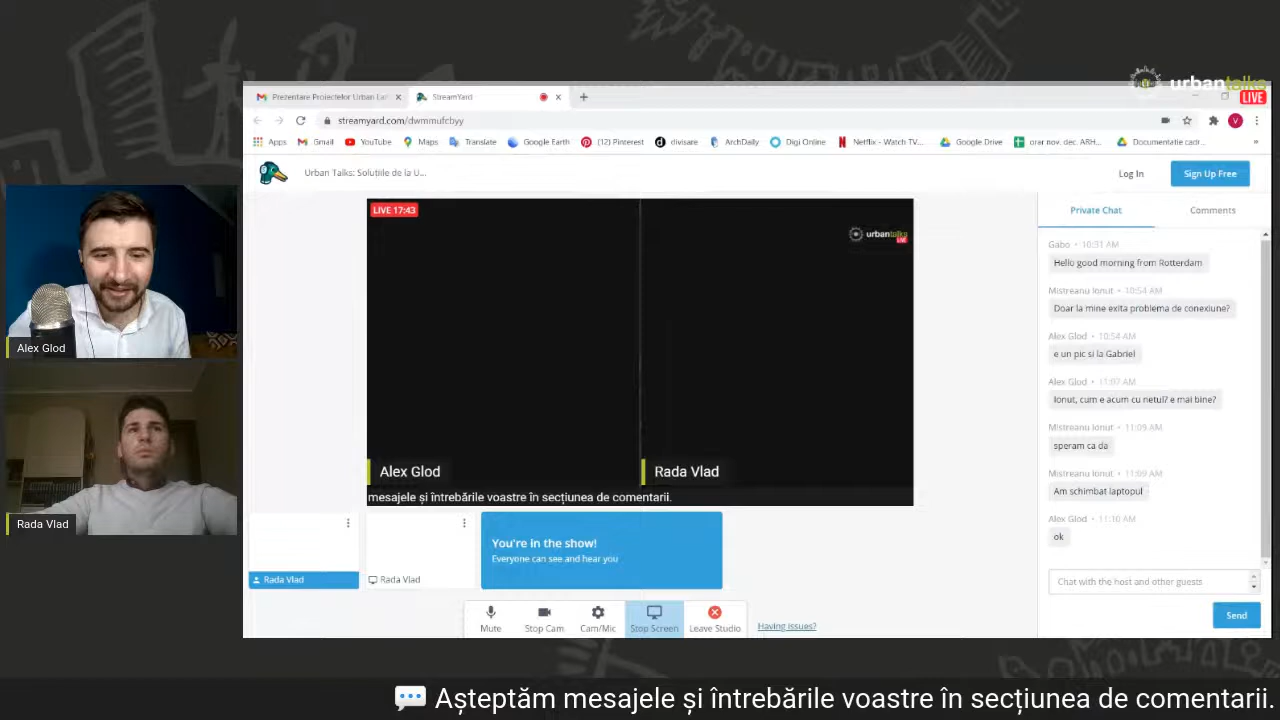 urbantalks
LIVE
Prezentare Proiectelor Urban La
StreamYard
streamyard.com/dwmmufcbyy
Apps
Gmail
YouTube
Maps
Translate
Google Earth
(12) Pinterest
divisare
ArchDaily
Digi Online
Netflix - Watch TV...
Google Drive
orar nov. dec. ARH...
Documentatie cadr...
»
Urban Talks: Soluțiile de la U...
Log In
Sign Up Free
Private Chat
Comments
LIVE 17:43
urbantalks
LIVE
Alex Glod
Rada Vlad
mesajele și întrebările voastre în secțiunea de comentarii.
Gabo • 10:31 AM
Hello good morning from Rotterdam
Mistreanu Ionut • 10:54 AM
Doar la mine exita problema de conexiune?
Alex Glod • 10:54 AM
e un pic si la Gabriel
Alex Glod • 11:07 AM
Ionut, cum e acum cu netul? e mai bine?
Mistreanu Ionut • 11:09 AM
speram ca da
Mistreanu Ionut • 11:09 AM
Am schimbat laptopul
Alex Glod • 11:10 AM
ok
Chat with the host and other guests
Send
Alex Glod
Rada Vlad
Rada Vlad
Rada Vlad
You're in the show!
Everyone can see and hear you
Mute
Stop Cam
Cam/Mic
Stop Screen
Leave Studio
Having issues?
V
Așteptăm mesajele și întrebările voastre în secțiunea de comentarii.